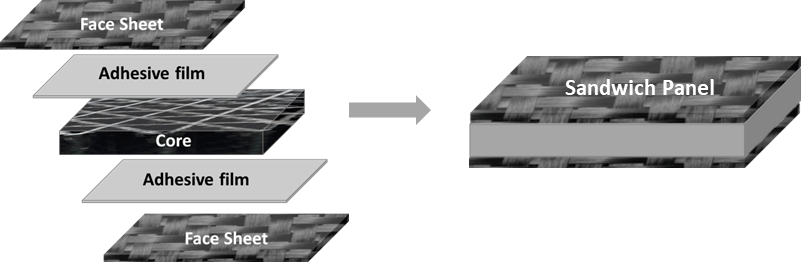 Face Sheet
Adhesive film
Core
Adhesive film
Face Sheet
Sandwich Panel